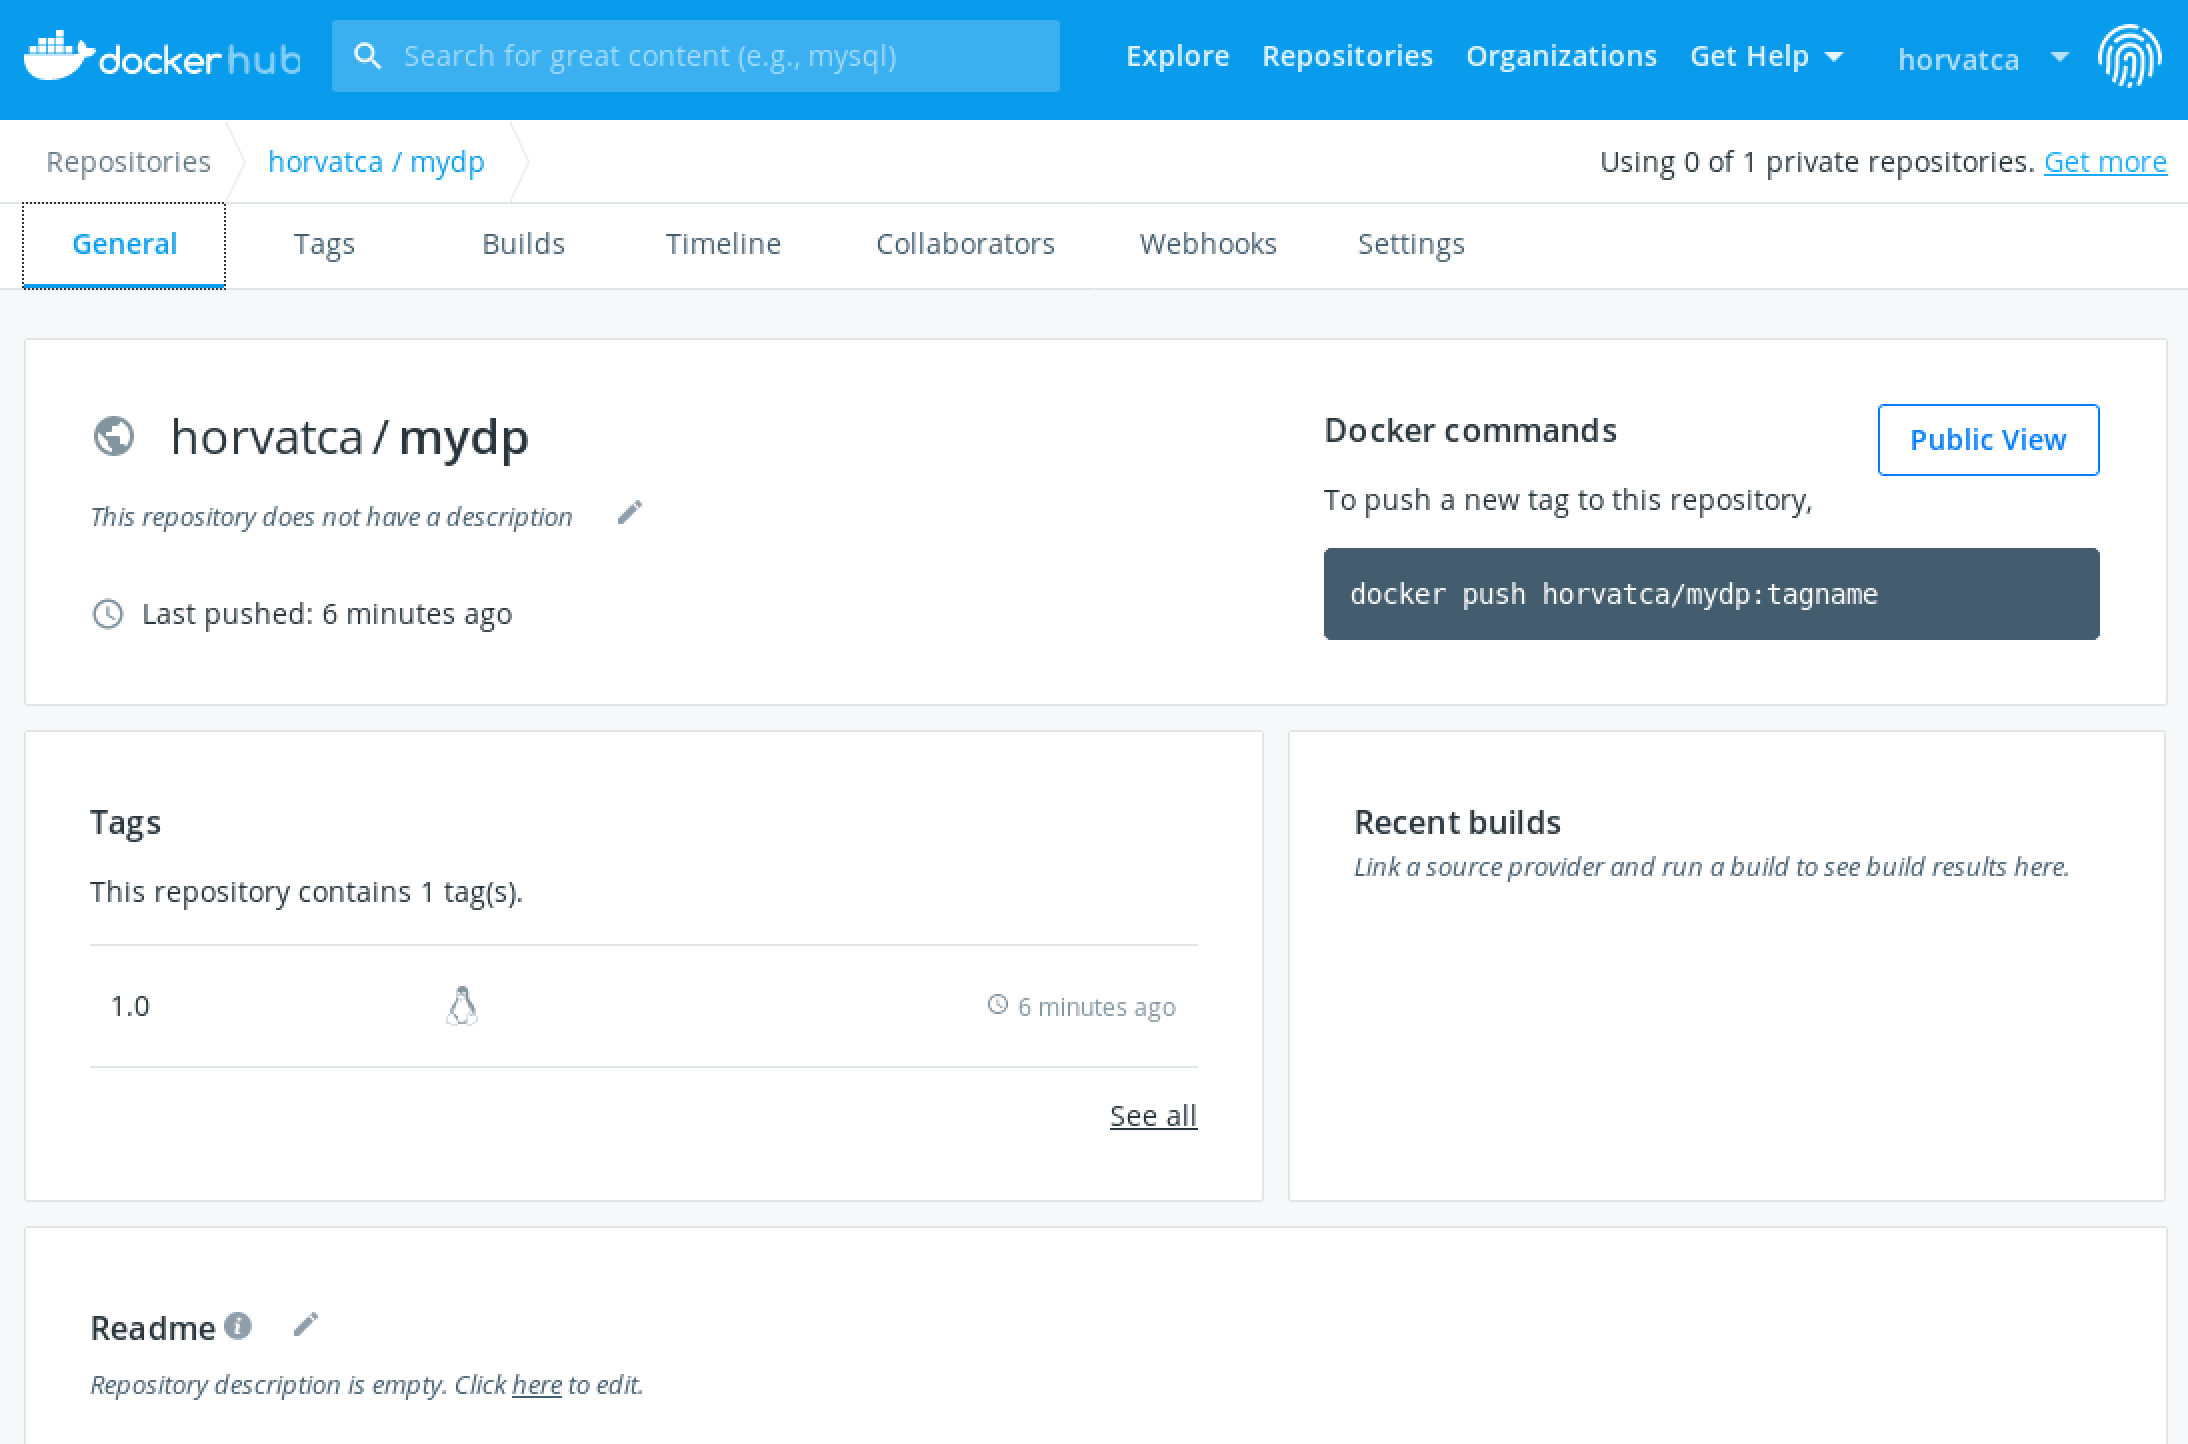 docker hub
Search for great content (e.g., mysql)
Explore
Repositories
Organizations
Get Help
horvatca
Repositories
horvatca / mydp
Using 0 of 1 private repositories. Get more
General
Tags
Builds
Timeline
Collaborators
Webhooks
Settings
horvatca / mydp
This repository does not have a description
Last pushed: 6 minutes ago
Docker commands
Public View
To push a new tag to this repository,
docker push horvatca/mydp:tagname
Tags
This repository contains 1 tag(s).
1.0
6 minutes ago
See all
Recent builds
Link a source provider and run a build to see build results here.
Readme
Repository description is empty. Click here to edit.